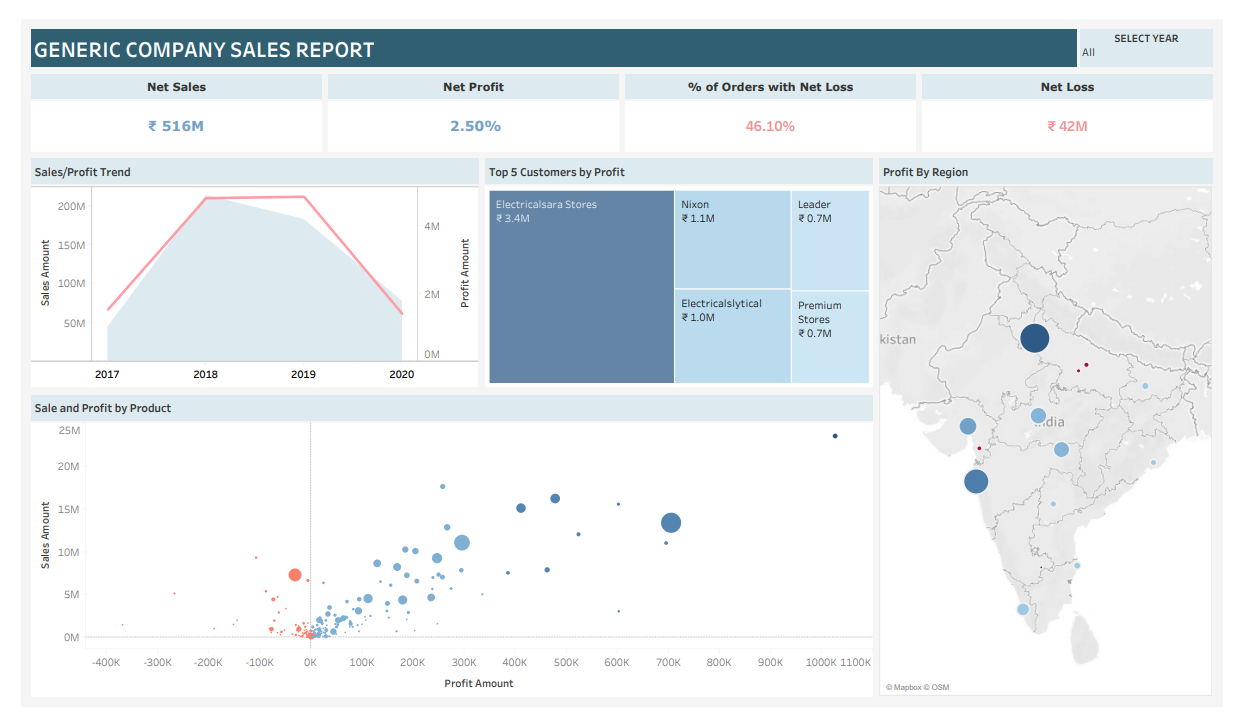 GENERIC COMPANY SALES REPORT
SELECT YEAR
All
Net Sales
₹ 516M
Net Profit
2.50%
% of Orders with Net Loss
46.10%
Net Loss
₹ 42M
Sales/Profit Trend
Sales Amount
200M
150M
100M
50M
4M
2M
0M
Profit Amount
2017 2018 2019 2020
Top 5 Customers by Profit
Electricalsara Stores
₹ 3.4M
Nixon
₹ 1.1M
Electricalslytical
₹ 1.0M
Leader
₹ 0.7M
Premium
Stores
₹ 0.7M
Profit By Region
kistan
India
© Mapbox © OSM
Sale and Profit by Product
Sales Amount
25M
20M
15M
10M
5M
0M
-400K -300K -200K -100K 0K 100K 200K 300K 400K 500K 600K 700K 800K 900K 1000K 1100K
Profit Amount